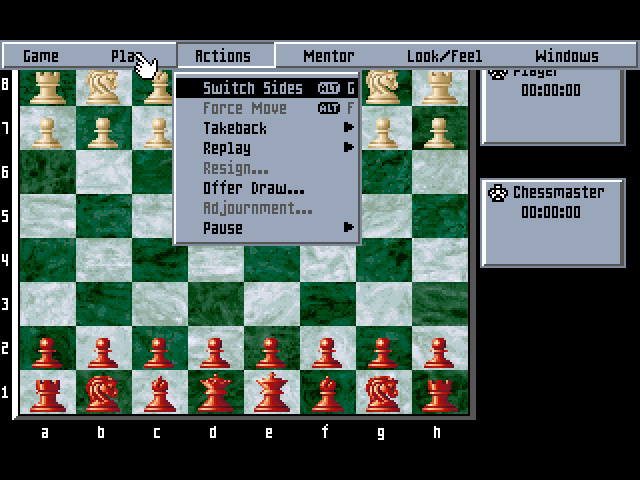 Game Play Actions Mentor Look/Feel Windows
Switch Sides ALT G
Force Move ALT F
Takeback
Replay
Resign...
Offer Draw...
Adjournment...
Pause
Player
00:00:00
Chessmaster
00:00:00
8
7
6
5
4
3
2
1
a b c d e f g h